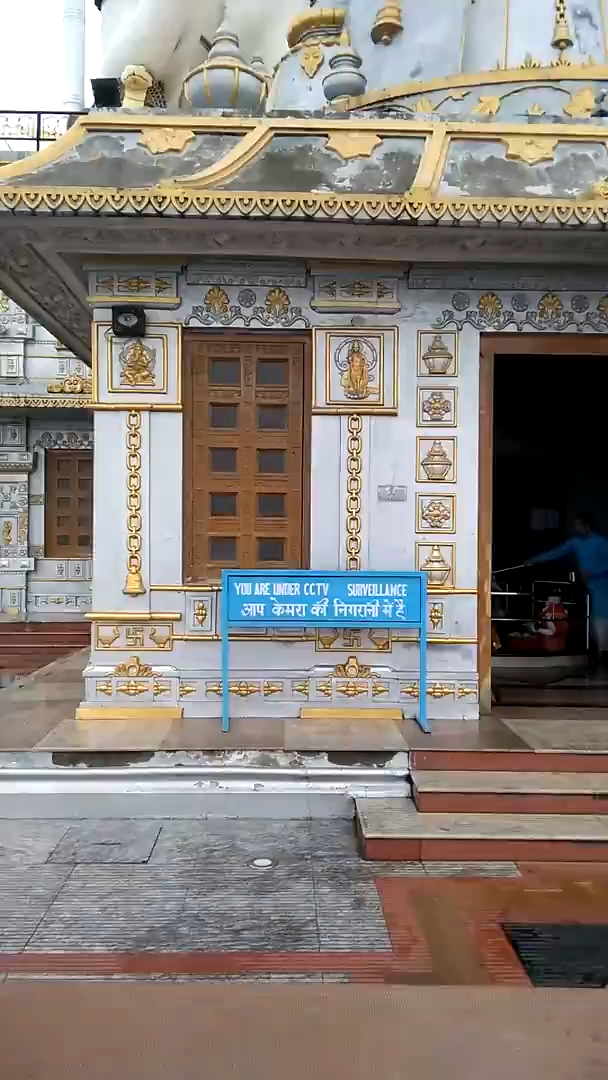 YOU ARE UNDER CCTV SURVEILLANCE
आप केमरा की निगरानी में हैं